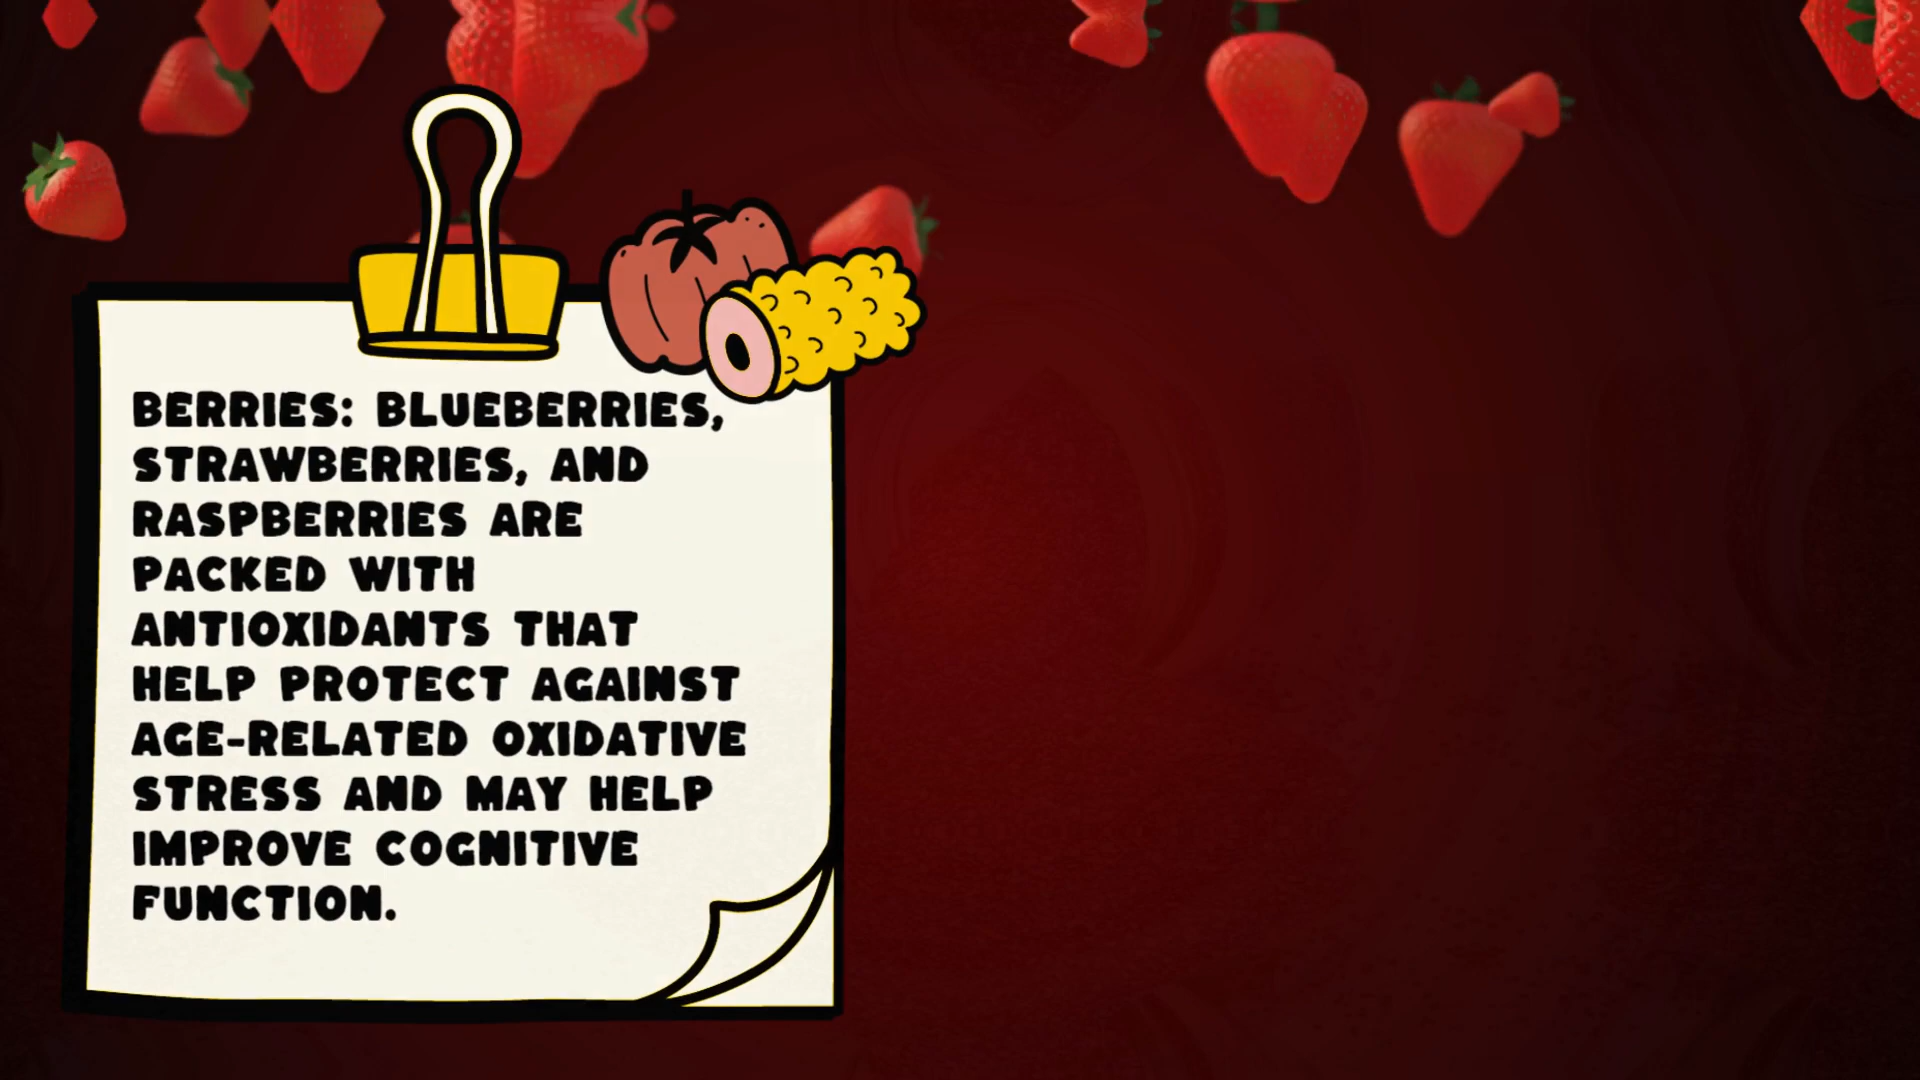 BERRIES: BLUEBERRIES,
STRAWBERRIES, AND
RASPBERRIES ARE
PACKED WITH
ANTIOXIDANTS THAT
HELP PROTECT AGAINST
AGE-RELATED OXIDATIVE
STRESS AND MAY HELP
IMPROVE COGNITIVE
FUNCTION.